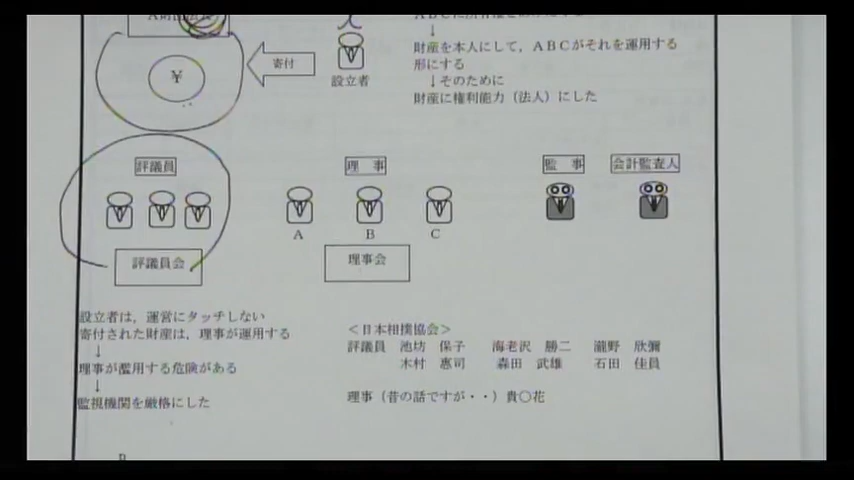 財産を本人にして，ＡＢＣがそれを運用する
形にする
↓そのために
財産に権利能力（法人）にした
¥
寄付
設立者
評議員
理　事
監　事
会計監査人
A
B
C
評議員会
理事会
設立者は，運営にタッチしない
寄付された財産は，理事が運用する
↓
理事が濫用する危険がある
↓
監視機関を厳格にした
＜日本相撲協会＞
評議員　池坊　保子　　海老沢　勝二　　瀧野　欣彌
木村　惠司　　森田　武雄　　石田　佳員
理事（昔の話ですが・・）貴○花